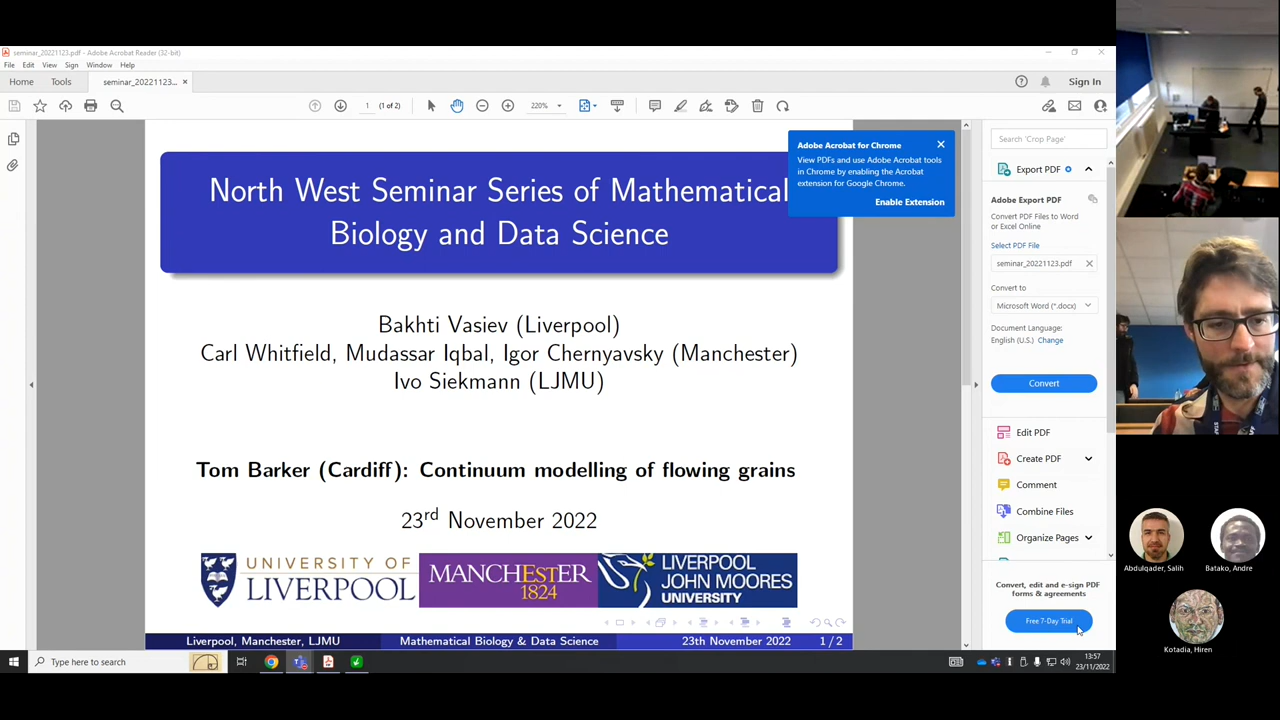 seminar_20221123.pdf - Adobe Acrobat Reader (32-bit)
File Edit View Sign Window Help
Home Tools seminar_20221123... × Sign In
1 (1 of 2) 220%
North West Seminar Series of Mathematical
Biology and Data Science
Bakhti Vasiev (Liverpool)
Carl Whitfield, Mudassar Iqbal, Igor Chernyavsky (Manchester)
Ivo Siekmann (LJMU)
Tom Barker (Cardiff): Continuum modelling of flowing grains
23rd November 2022
UNIVERSITY OF
LIVERPOOL
MANCHESTER
1824
LIVERPOOL
JOHN MOORES
UNIVERSITY
Liverpool, Manchester, LJMU Mathematical Biology & Data Science 23th November 2022 1 / 2
Adobe Acrobat for Chrome
View PDFs and use Adobe Acrobat tools
in Chrome by enabling the Acrobat
extension for Google Chrome.
Enable Extension
Search 'Crop Page'
Export PDF
Adobe Export PDF
Convert PDF Files to Word
or Excel Online
Select PDF File
seminar_20221123.pdf
Convert to
Microsoft Word (*.docx)
Document Language:
English (U.S.) Change
Convert
Edit PDF
Create PDF
Comment
Combine Files
Organize Pages
Convert, edit and e-sign PDF
forms & agreements
Free 7-Day Trial
Type here to search
13:57
23/11/2022
STAF
Abdulqader, Salih
Batako, Andre
Kotadia, Hiren